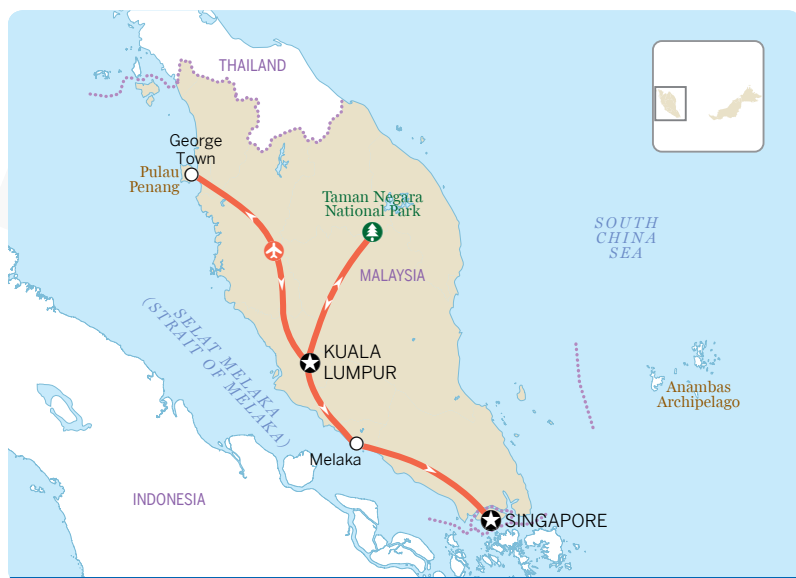 THAILAND
George
Town
Pulau
Penang
Taman Negara
National Park
SOUTH
CHINA
SEA
MALAYSIA
SELAT MELAKA
(STRAIT OF MELAKA)
KUALA
LUMPUR
Anambas
Archipelago
Melaka
INDONESIA
SINGAPORE